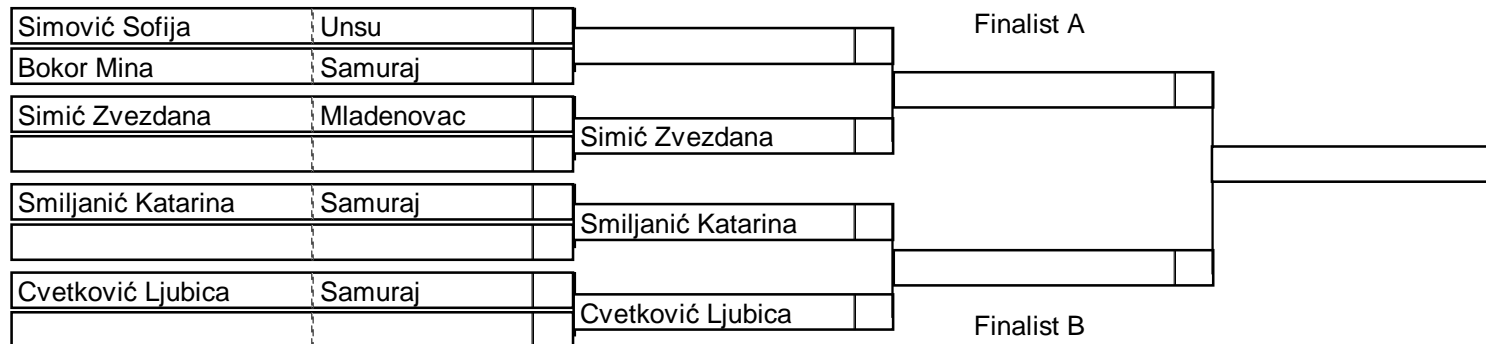 Simović Sofija Unsu
Finalist A
Bokor Mina Samuraj
Simić Zvezdana Mladenovac
Simić Zvezdana
Smiljanić Katarina Samuraj
Smiljanić Katarina
Cvetković Ljubica Samuraj
Cvetković Ljubica
Finalist B